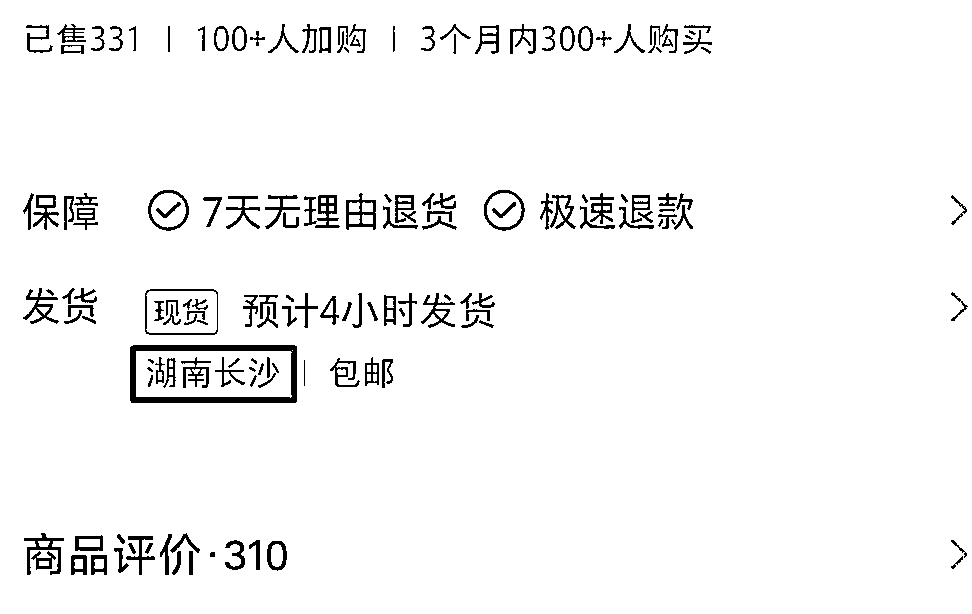 已售331 | 100+人加购 | 3个月内300+人购买
保障 7天无理由退货 极速退款
发货 现货 预计4小时发货
湖南长沙 | 包邮
商品评价·310